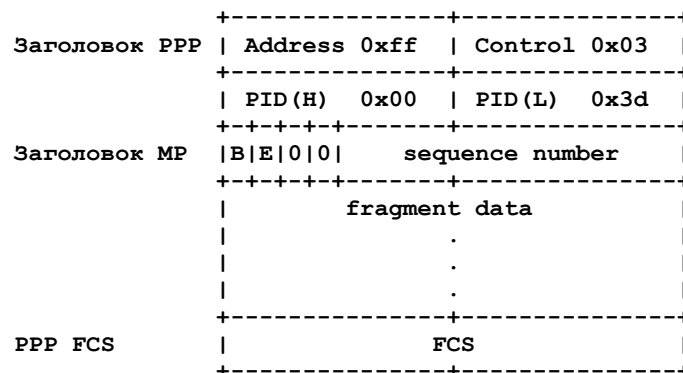 Заголовок PPP | Address 0xff | Control 0x03 |
| PID(H) 0x00 | PID(L) 0x3d |
Заголовок MP |B|E|0|0| sequence number |
fragment data
.
.
.
PPP FCS | FCS |